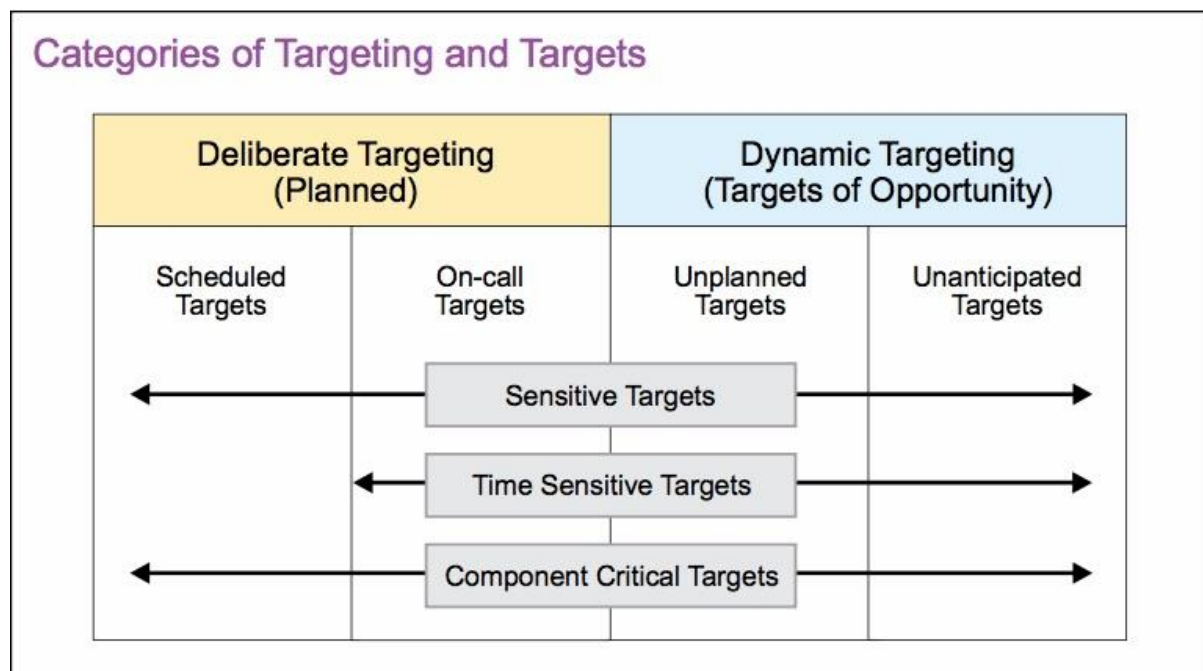 Categories of Targeting and Targets
Deliberate Targeting
(Planned)
Dynamic Targeting
(Targets of Opportunity)
Scheduled
Targets
On-call
Targets
Unplanned
Targets
Unanticipated
Targets
Sensitive Targets
Time Sensitive Targets
Component Critical Targets